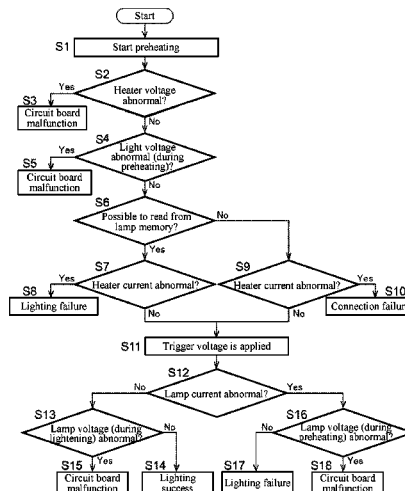 Start
S1
Start preheating
S2
Heater voltage
abnormal?
Yes
No
S3
Circuit board
malfunction
S4
Light voltage
abnormal (during
preheating)?
Yes
No
S5
Circuit board
malfunction
S6
Possible to read from
lamp memory?
Yes
No
S7
Heater current abnormal?
Yes
No
S8
Lighting failure
S9
Heater current abnormal?
Yes
No
S10
Connection failure
S11
Trigger voltage is applied
S12
Lamp current abnormal?
No
Yes
S13
Lamp voltage (during
lightening) abnormal?
Yes
No
S16
Lamp voltage (during
preheating) abnormal?
No
Yes
S15
Circuit board
malfunction
S14
Lighting
success
S17
Lighting failure
S18
Circuit board
malfunction